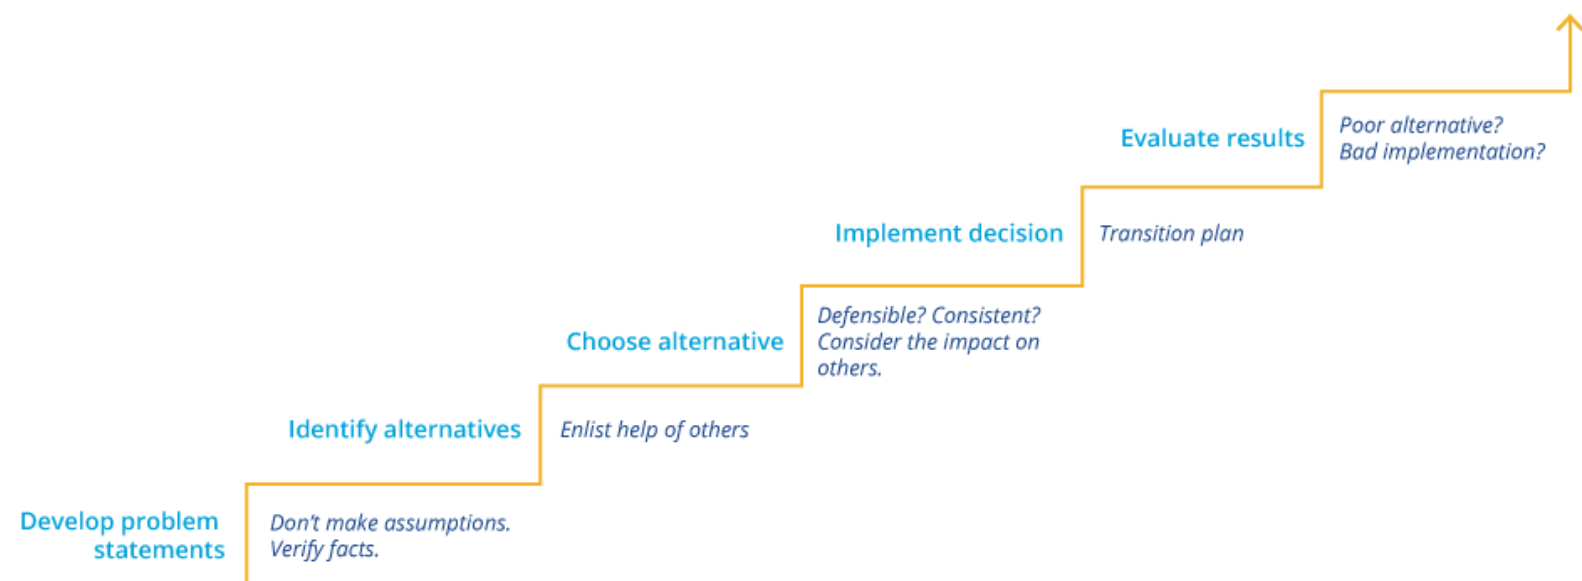 Develop problem
statements
Don't make assumptions.
Verify facts.
Identify alternatives
Enlist help of others
Choose alternative
Defensible? Consistent?
Consider the impact on
others.
Implement decision
Transition plan
Evaluate results
Poor alternative?
Bad implementation?